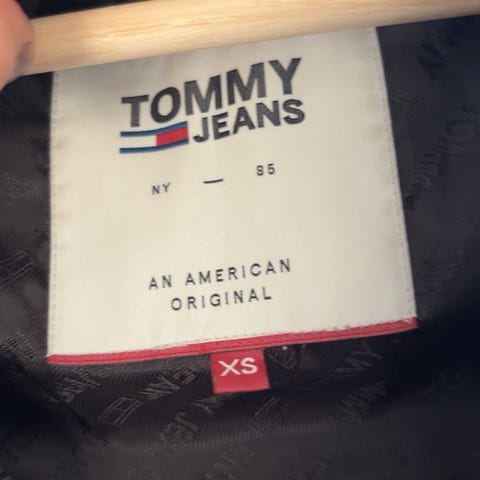 TOMMY
JEANS
NY — 85
AN AMERICAN
ORIGINAL
XS